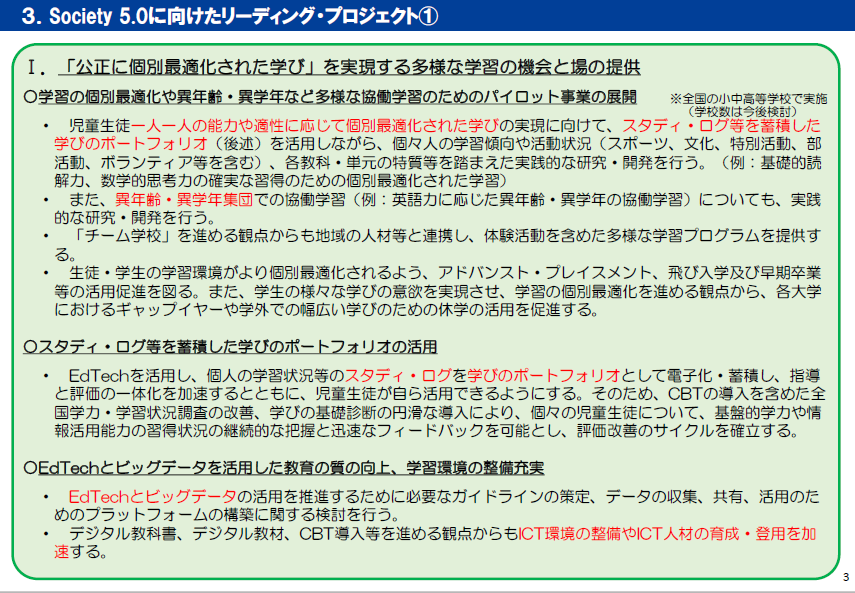 ３．Society 5.0に向けたリーディング・プロジェクト①
Ⅰ．「公正に個別最適化された学び」を実現する多様な学習の機会と場の提供
〇学習の個別最適化や異年齢・異学年など多様な協働学習のためのパイロット事業の展開
※全国の小中高等学校で実施
（学校数は今後検討）
・　児童生徒一人一人の能力や適性に応じて個別最適化された学びの実現に向けて、スタディ・ログ等を蓄積した
学びのポートフォリオ（後述）を活用しながら、個々人の学習傾向や活動状況（スポーツ、文化、特別活動、部
活動、ボランティア等を含む）、各教科・単元の特質等を踏まえた実践的な研究・開発を行う。（例：基礎的読
解力、数学的思考力の確実な習得のための個別最適化された学習）
・　また、異年齢・異学年集団での協働学習（例：英語力に応じた異年齢・異学年の協働学習）についても、実践
的な研究・開発を行う。
・　「チーム学校」を進める観点からも地域の人材等と連携し、体験活動を含めた多様な学習プログラムを提供す
る。
・　生徒・学生の学習環境がより個別最適化されるよう、アドバンスト・プレイスメント、飛び入学及び早期卒業
等の活用促進を図る。また、学生の様々な学びの意欲を実現させ、学習の個別最適化を進める観点から、各大学
におけるギャップイヤーや学外での幅広い学びのための休学の活用を促進する。
〇スタディ・ログ等を蓄積した学びのポートフォリオの活用
・　EdTechを活用し、個人の学習状況等のスタディ・ログを学びのポートフォリオとして電子化・蓄積し、指導
と評価の一体化を加速するとともに、児童生徒が自ら活用できるようにする。そのため、CBTの導入を含めた全
国学力・学習状況調査の改善、学びの基礎診断の円滑な導入により、個々の児童生徒について、基盤的学力や情
報活用能力の習得状況の継続的な把握と迅速なフィードバックを可能とし、評価改善のサイクルを確立する。
〇EdTechとビッグデータを活用した教育の質の向上、学習環境の整備充実
・　EdTechとビッグデータの活用を推進するために必要なガイドラインの策定、データの収集、共有、活用のた
めのプラットフォームの構築に関する検討を行う。
・　デジタル教科書、デジタル教材、CBT導入等を進める観点からもICT環境の整備やICT人材の育成・登用を加
速する。
3